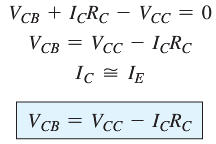 V_CB + I_C R_C − V_CC = 0
V_CB = V_CC − I_C R_C
I_C ≅ I_E
V_CB = V_CC − I_C R_C